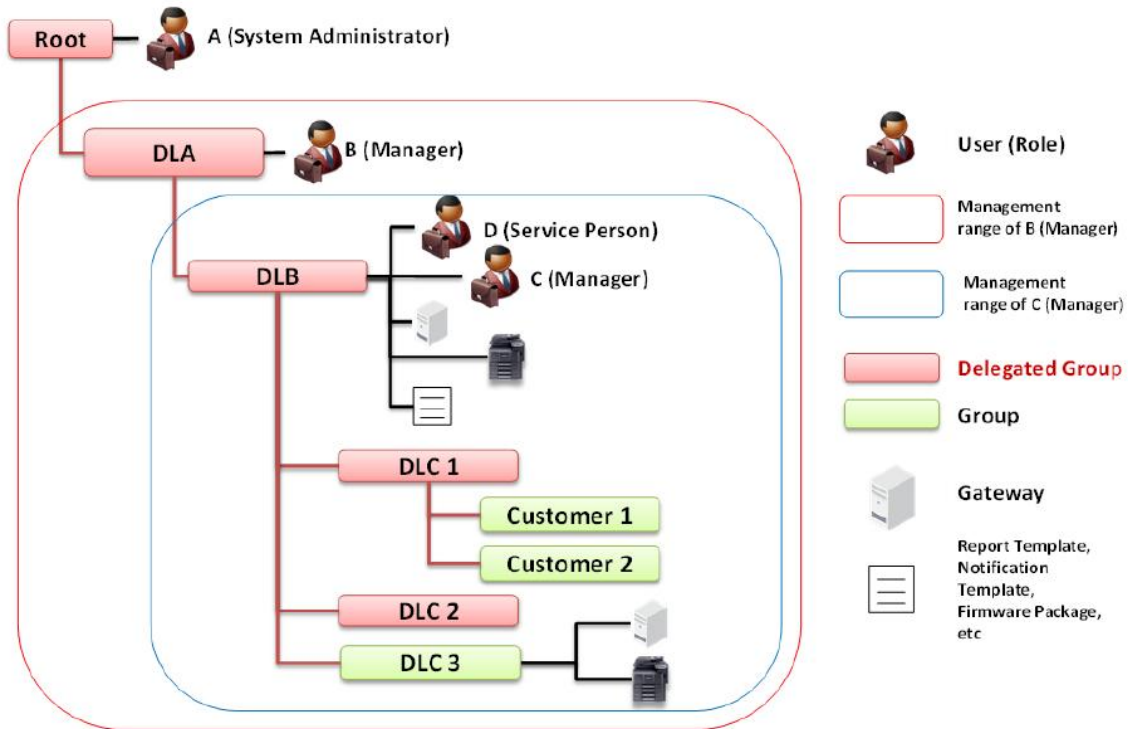 Root
A (System Administrator)
DLA
B (Manager)
D (Service Person)
DLB
C (Manager)
DLC 1
Customer 1
Customer 2
DLC 2
DLC 3
User (Role)
Management
range of B (Manager)
Management
range of C (Manager)
Delegated Group
Group
Gateway
Report Template,
Notification
Template,
Firmware Package,
etc